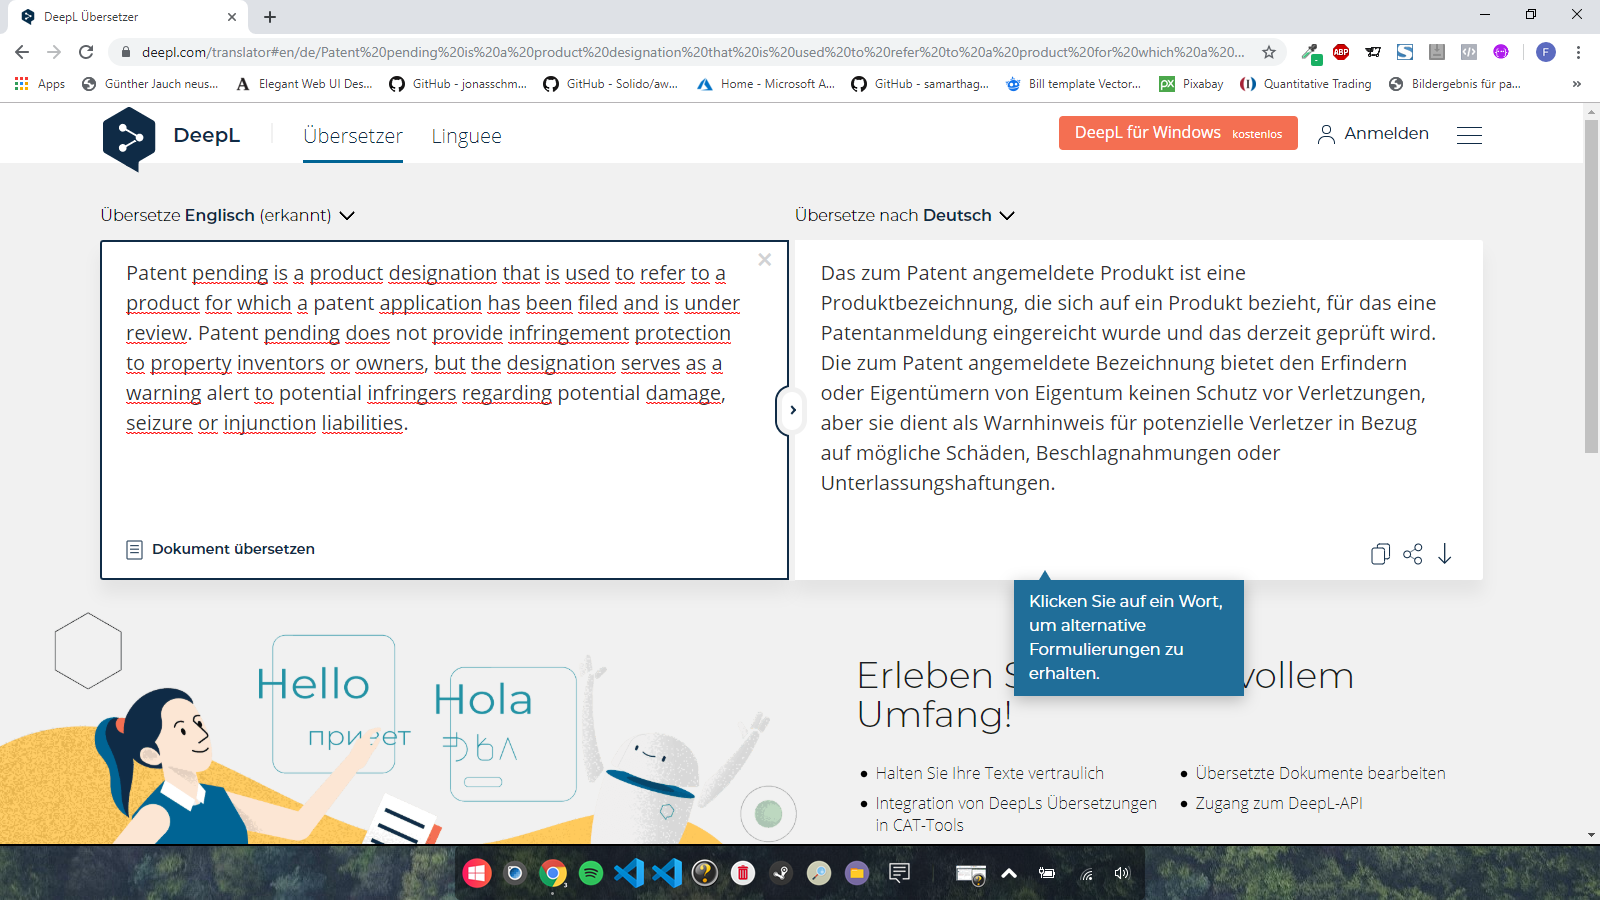 DeepL Übersetzer
deepl.com/translator#en/de/Patent%20pending%20is%20a%20product%20designation%20that%20is%20used%20to%20refer%20to%20a%20product%20for%20which%20a%20...
ABP
F
Apps
Günther Jauch neus...
Elegant Web UI Des...
GitHub - jonasschm...
GitHub - Solido/aw...
Home - Microsoft A...
GitHub - samarthag...
Bill template Vector...
Pixabay
Quantitative Trading
Bildergebnis für pa...
DeepL
Übersetzer
Linguee
DeepL für Windows kostenlos
Anmelden
Übersetze Englisch (erkannt)
Übersetze nach Deutsch
Patent pending is a product designation that is used to refer to a
product for which a patent application has been filed and is under
review. Patent pending does not provide infringement protection
to property inventors or owners, but the designation serves as a
warning alert to potential infringers regarding potential damage,
seizure or injunction liabilities.
Dokument übersetzen
Das zum Patent angemeldete Produkt ist eine
Produktbezeichnung, die sich auf ein Produkt bezieht, für das eine
Patentanmeldung eingereicht wurde und das derzeit geprüft wird.
Die zum Patent angemeldete Bezeichnung bietet den Erfindern
oder Eigentümern von Eigentum keinen Schutz vor Verletzungen,
aber sie dient als Warnhinweis für potenzielle Verletzer in Bezug
auf mögliche Schäden, Beschlagnahmungen oder
Unterlassungshaftungen.
Klicken Sie auf ein Wort,
um alternative
Formulierungen zu
erhalten.
Hello
привет
Hola
Erleben S vollem
Umfang!
Halten Sie Ihre Texte vertraulich
Integration von DeepLs Übersetzungen
in CAT-Tools
Übersetzte Dokumente bearbeiten
Zugang zum DeepL-API